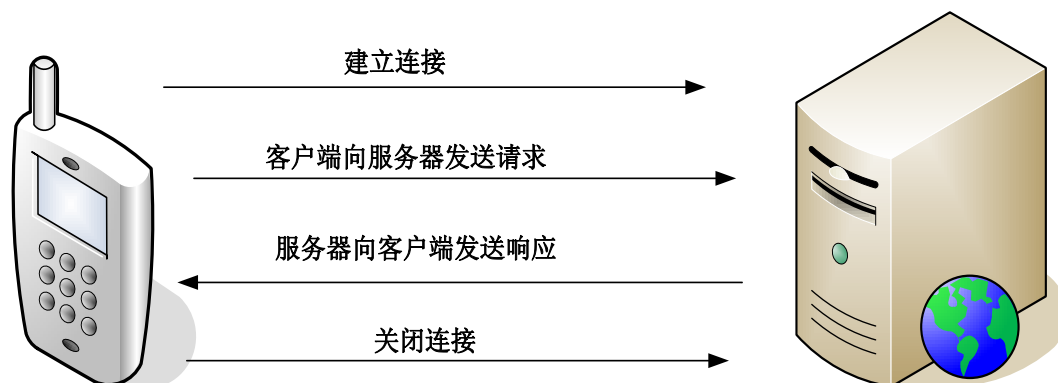 建立连接
客户端向服务器发送请求
服务器向客户端发送响应
关闭连接